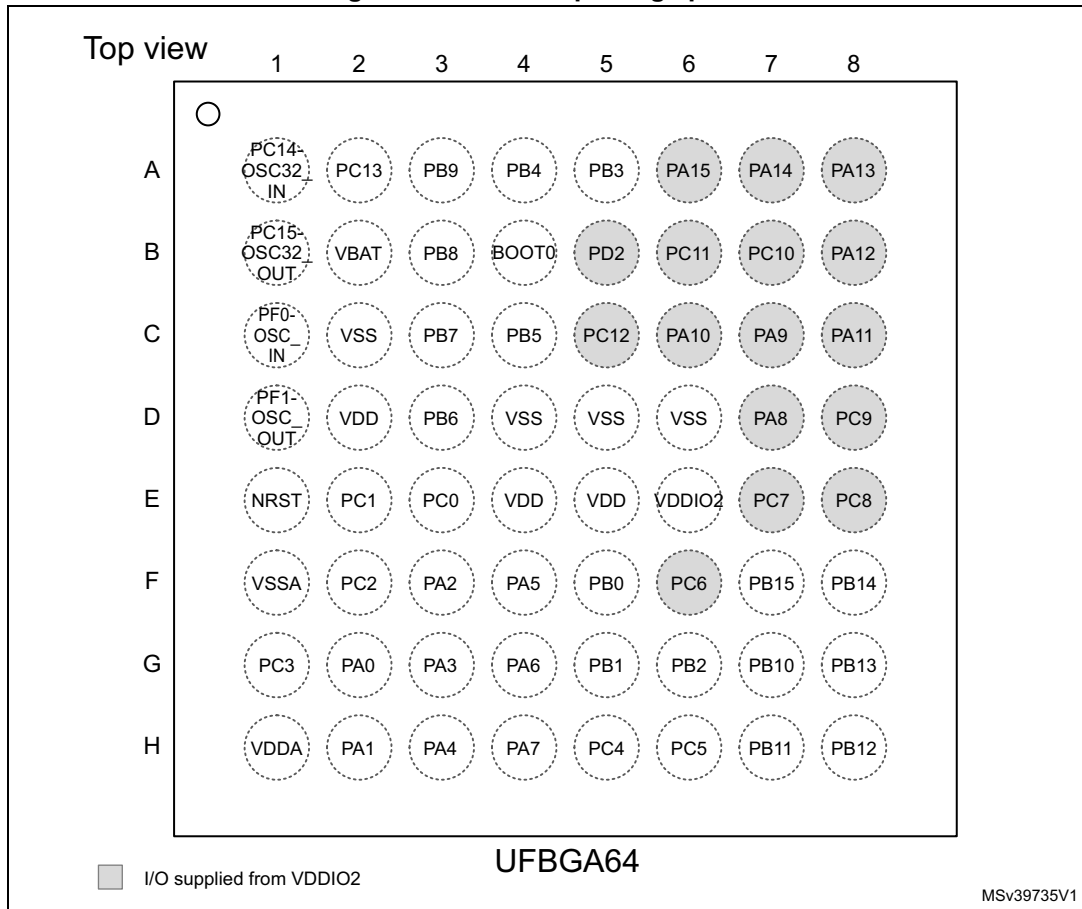 Top view
1 2 3 4 5 6 7 8
A PC14-OSC32_IN PC13 PB9 PB4 PB3 PA15 PA14 PA13
B PC15-OSC32_OUT VBAT PB8 BOOT0 PD2 PC11 PC10 PA12
C PF0-OSC_IN VSS PB7 PB5 PC12 PA10 PA9 PA11
D PF1-OSC_OUT VDD PB6 VSS VSS VSS PA8 PC9
E NRST PC1 PC0 VDD VDD VDDIO2 PC7 PC8
F VSSA PC2 PA2 PA5 PB0 PC6 PB15 PB14
G PC3 PA0 PA3 PA6 PB1 PB2 PB10 PB13
H VDDA PA1 PA4 PA7 PC4 PC5 PB11 PB12
UFBGA64
I/O supplied from VDDIO2
MSv39735V1